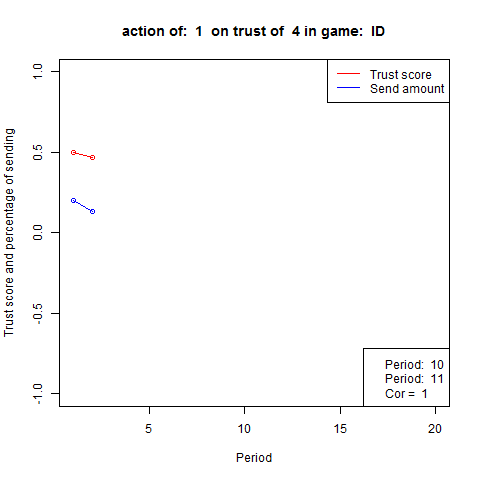 action of:  1  on trust of  4 in game:  ID
Trust score
Send amount
Trust score and percentage of sending
1.0
0.5
0.0
-0.5
-1.0
Period:  10
Period:  11
Cor =  1
5
10
15
20
Period